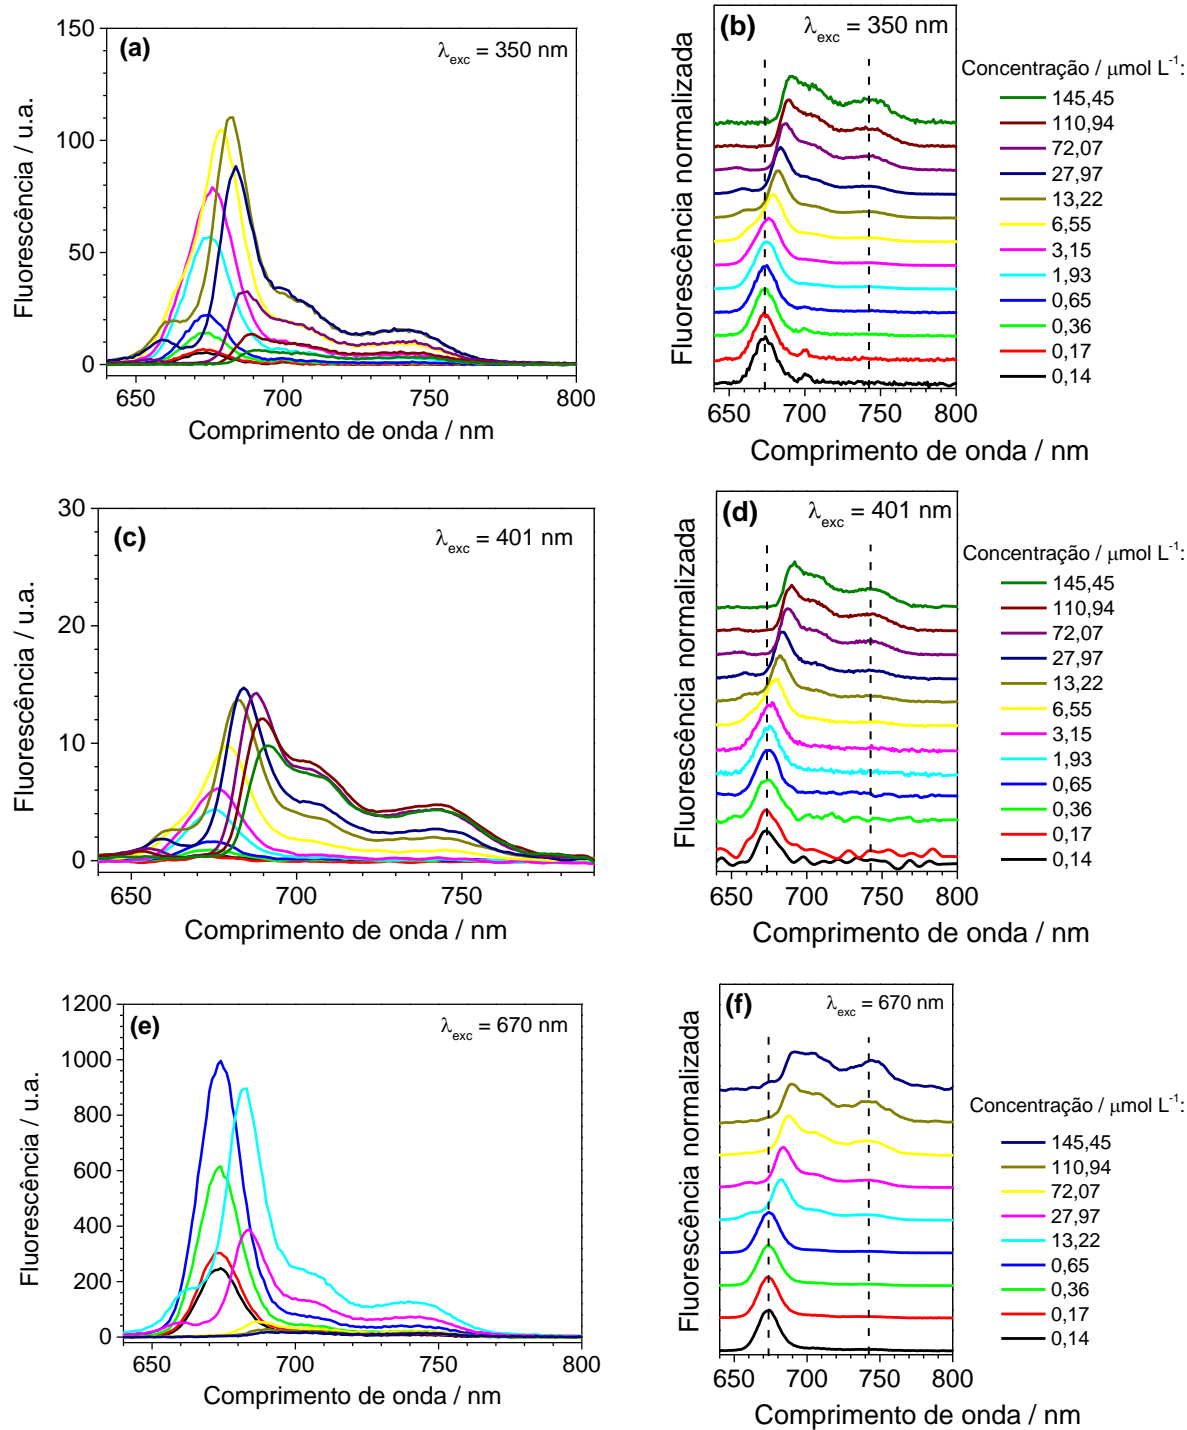 (a)
λexc = 350 nm
150
100
50
0
650 700 750 800
Fluorescência / u.a.
Comprimento de onda / nm
(b)
λexc = 350 nm
Fluorescência normalizada
650 700 750 800
Comprimento de onda / nm
Concentração / μmol L-1:
145,45
110,94
72,07
27,97
13,22
6,55
3,15
1,93
0,65
0,36
0,17
0,14
(c)
λexc = 401 nm
30
20
10
0
650 700 750
Fluorescência / u.a.
Comprimento de onda / nm
(d)
λexc = 401 nm
Fluorescência normalizada
650 700 750 800
Comprimento de onda / nm
Concentração / μmol L-1:
145,45
110,94
72,07
27,97
13,22
6,55
3,15
1,93
0,65
0,36
0,17
0,14
(e)
λexc = 670 nm
1200
1000
800
600
400
200
0
650 700 750 800
Fluorescência / u.a.
Comprimento de onda / nm
(f)
λexc = 670 nm
Fluorescência normalizada
650 700 750 800
Comprimento de onda / nm
Concentração / μmol L-1:
145,45
110,94
72,07
27,97
13,22
0,65
0,36
0,17
0,14